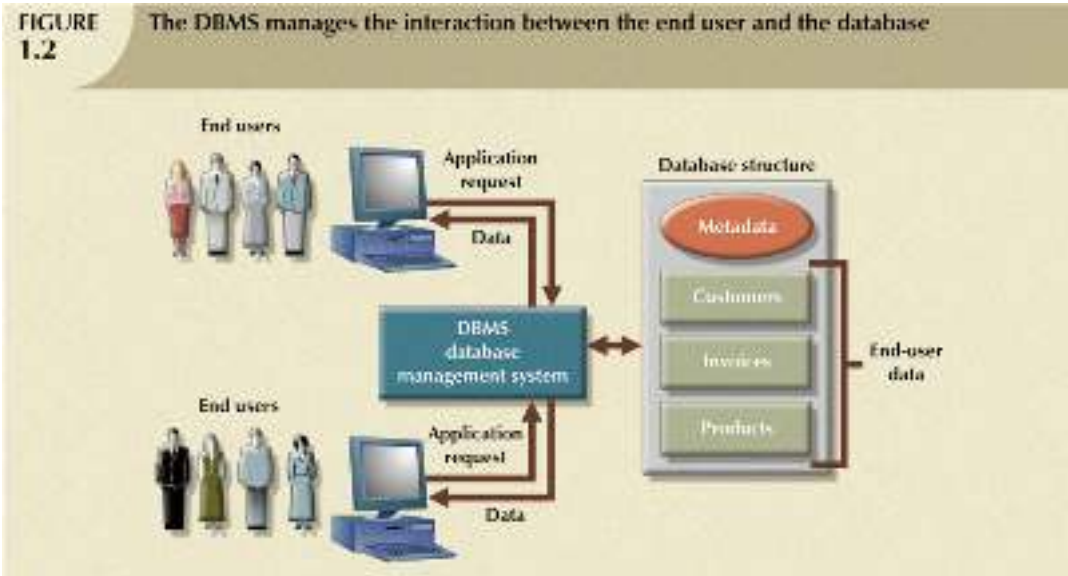 FIGURE
1.2
The DBMS manages the interaction between the end user and the database
End users
Application
request
Data
Database structure
Metadata
Customers
Invoices
Products
End-user
data
DBMS
database
management system
End users
Application
request
Data